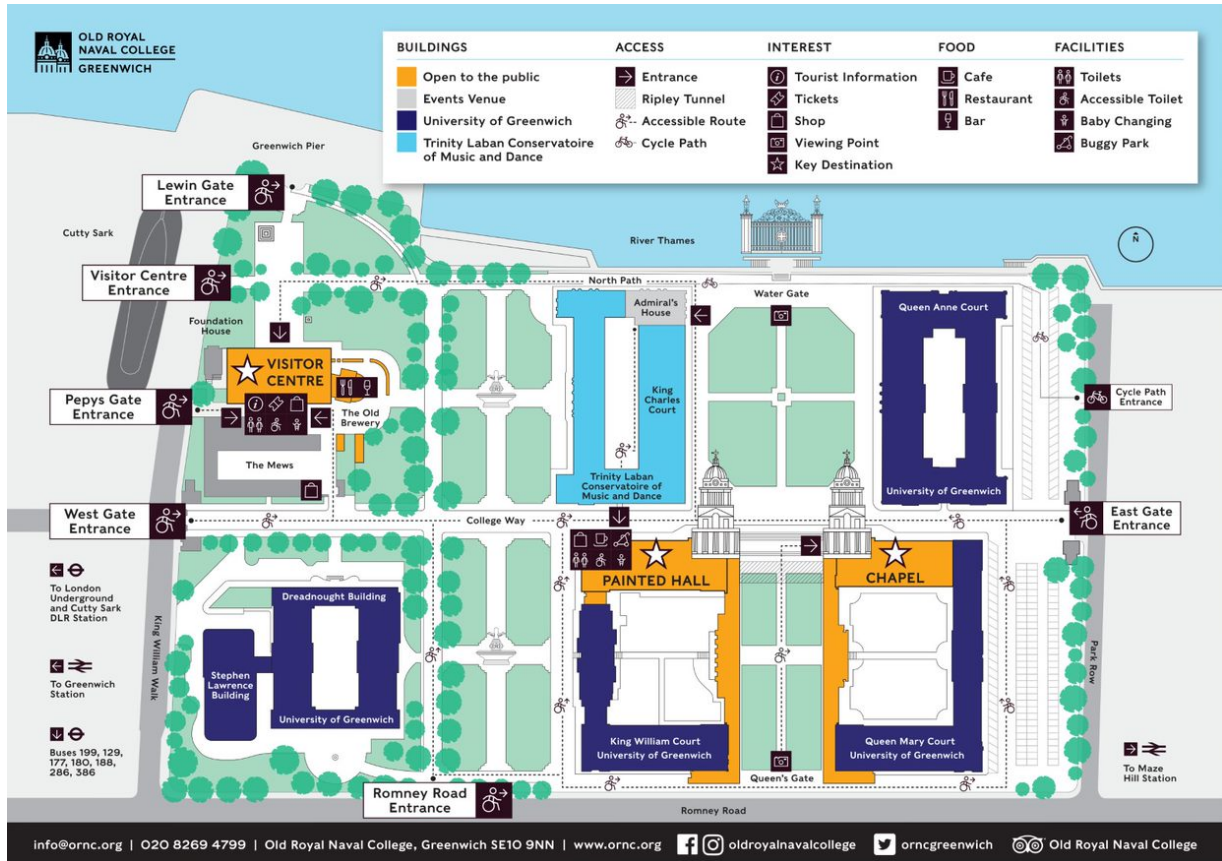 OLD ROYAL
NAVAL COLLEGE
GREENWICH
BUILDINGS
Open to the public
Events Venue
University of Greenwich
Trinity Laban Conservatoire
of Music and Dance
ACCESS
Entrance
Ripley Tunnel
Accessible Route
Cycle Path
INTEREST
Tourist Information
Tickets
Shop
Viewing Point
Key Destination
FOOD
Cafe
Restaurant
Bar
FACILITIES
Toilets
Accessible Toilet
Baby Changing
Buggy Park
Greenwich Pier
Lewin Gate
Entrance
Cutty Sark
River Thames
N
Visitor Centre
Entrance
North Path
Water Gate
Admiral's
House
Queen Anne Court
Foundation
House
VISITOR
CENTRE
Pepys Gate
Entrance
The Old
Brewery
King
Charles
Court
Cycle Path
Entrance
The Mews
Trinity Laban
Conservatoire of
Music and Dance
University of Greenwich
West Gate
Entrance
College Way
East Gate
Entrance
To London
Underground
and Cutty Sark
DLR Station
PAINTED HALL
CHAPEL
Dreadnought Building
King William Walk
Park Row
To Greenwich
Station
Stephen
Lawrence
Building
University of Greenwich
Buses 199, 129,
177, 180, 188,
286, 386
King William Court
University of Greenwich
Queen Mary Court
University of Greenwich
Queen's Gate
To Maze
Hill Station
Romney Road
Entrance
Romney Road
info@ornc.org | 020 8269 4799 | Old Royal Naval College, Greenwich SE10 9NN | www.ornc.org oldroyalnavalcollege orncgreenwich Old Royal Naval College